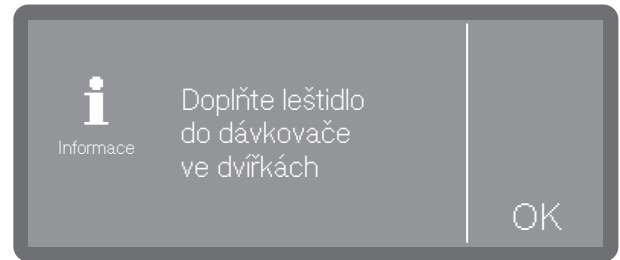 Informace
Doplňte leštidlo
do dávkovače
ve dvířkách
OK